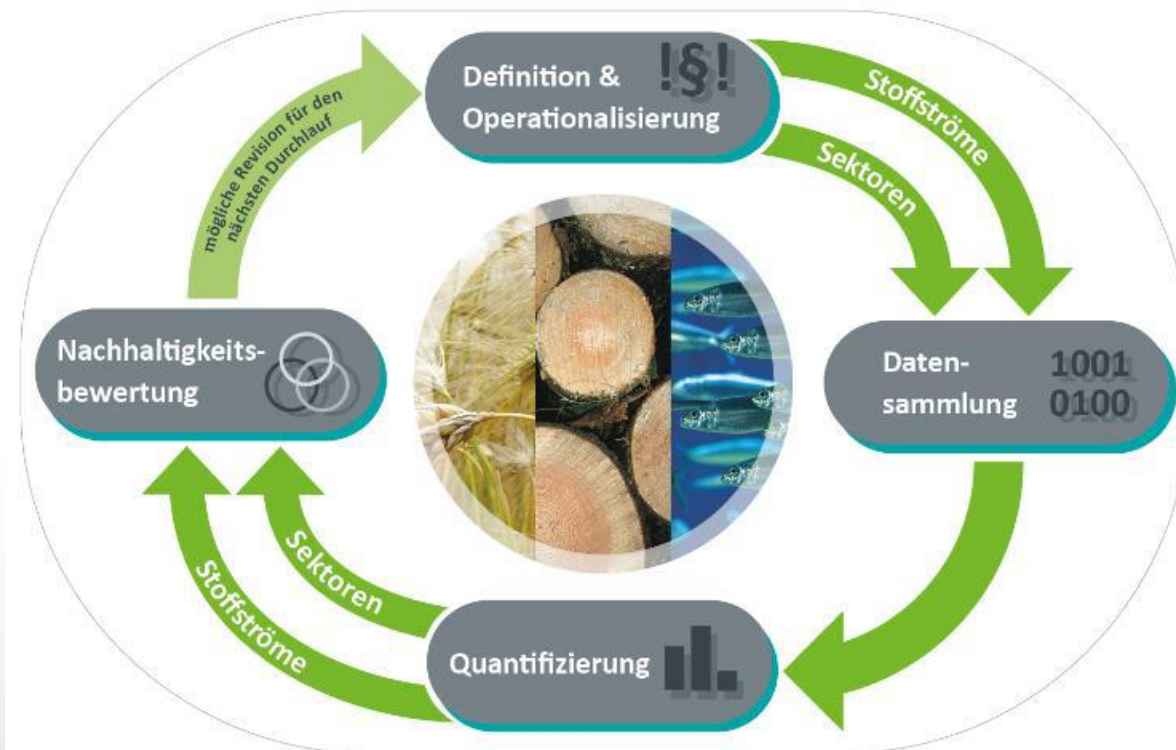 Definition &
Operationalisierung
!§!
Stoffströme
Sektoren
Daten-
sammlung
1001
0100
Quantifizierung
Sektoren
Stoffströme
Nachhaltigkeits-
bewertung
mögliche Revision für den
nächsten Durchlauf